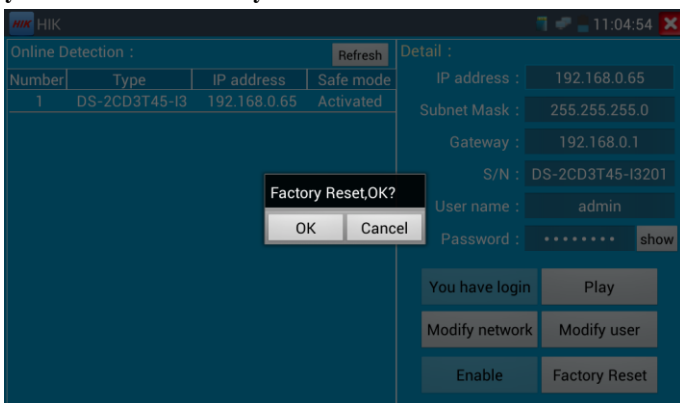 HIK HIK
11:04:54
Online Detection :
Refresh
Number Type IP address Safe mode
1 DS-2CD3T45-I3 192.168.0.65 Activated
Factory Reset,OK?
OK Cancel
Detail :
IP address : 192.168.0.65
Subnet Mask : 255.255.255.0
Gateway : 192.168.0.1
S/N : DS-2CD3T45-I3201
User name : admin
Password : •••••••• show
You have login Play
Modify network Modify user
Enable Factory Reset